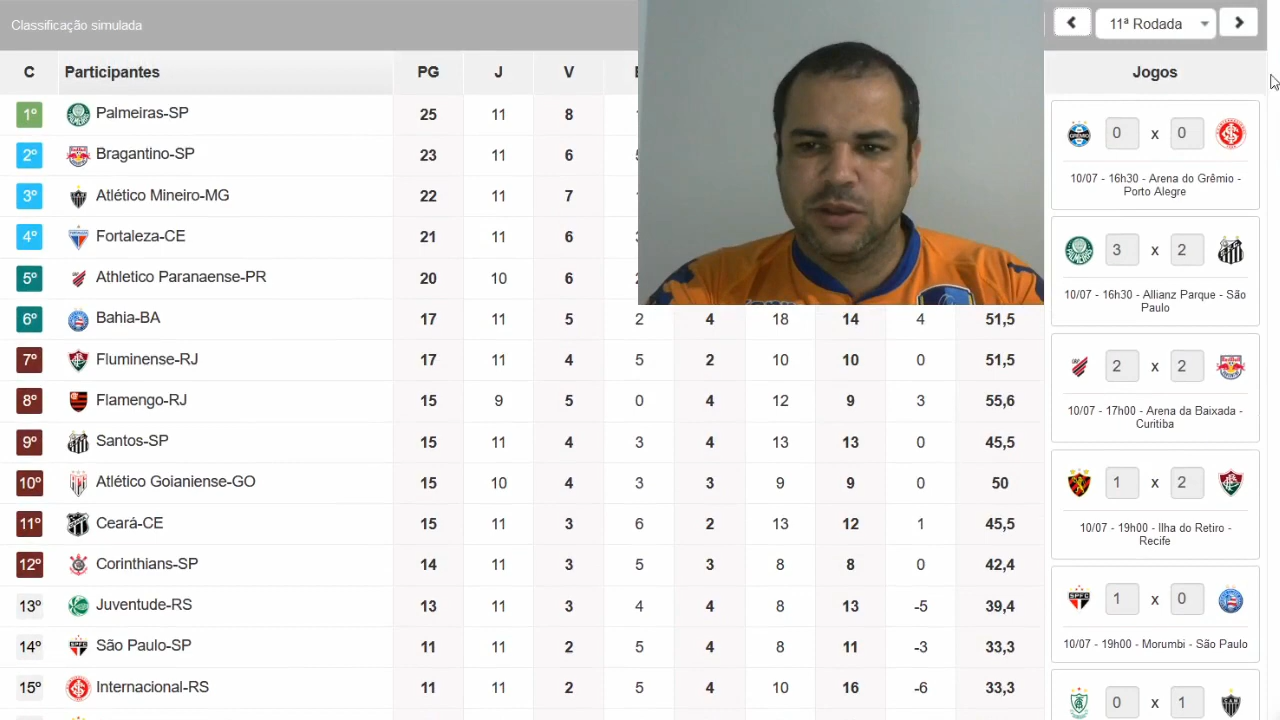 Classificação simulada
11ª Rodada
C Participantes PG J V
Jogos
1º Palmeiras-SP 25 11 8
2º Bragantino-SP 23 11 6
3º Atlético Mineiro-MG 22 11 7
4º Fortaleza-CE 21 11 6
5º Athletico Paranaense-PR 20 10 6
6º Bahia-BA 17 11 5 2 4 18 14 4 51,5
7º Fluminense-RJ 17 11 4 5 2 10 10 0 51,5
8º Flamengo-RJ 15 9 5 0 4 12 9 3 55,6
9º Santos-SP 15 11 4 3 4 13 13 0 45,5
10º Atlético Goianiense-GO 15 10 4 3 3 9 9 0 50
11º Ceará-CE 15 11 3 6 2 13 12 1 45,5
12º Corinthians-SP 14 11 3 5 3 8 8 0 42,4
13º Juventude-RS 13 11 3 4 4 8 13 -5 39,4
14º São Paulo-SP 11 11 2 5 4 8 11 -3 33,3
15º Internacional-RS 11 11 2 5 4 10 16 -6 33,3
0 x 0
10/07 - 16h30 - Arena do Grêmio -
Porto Alegre
3 x 2
10/07 - 16h30 - Allianz Parque - São
Paulo
2 x 2
10/07 - 17h00 - Arena da Baixada -
Curitiba
1 x 2
10/07 - 19h00 - Ilha do Retiro -
Recife
1 x 0
10/07 - 19h00 - Morumbi - São Paulo
0 x 1